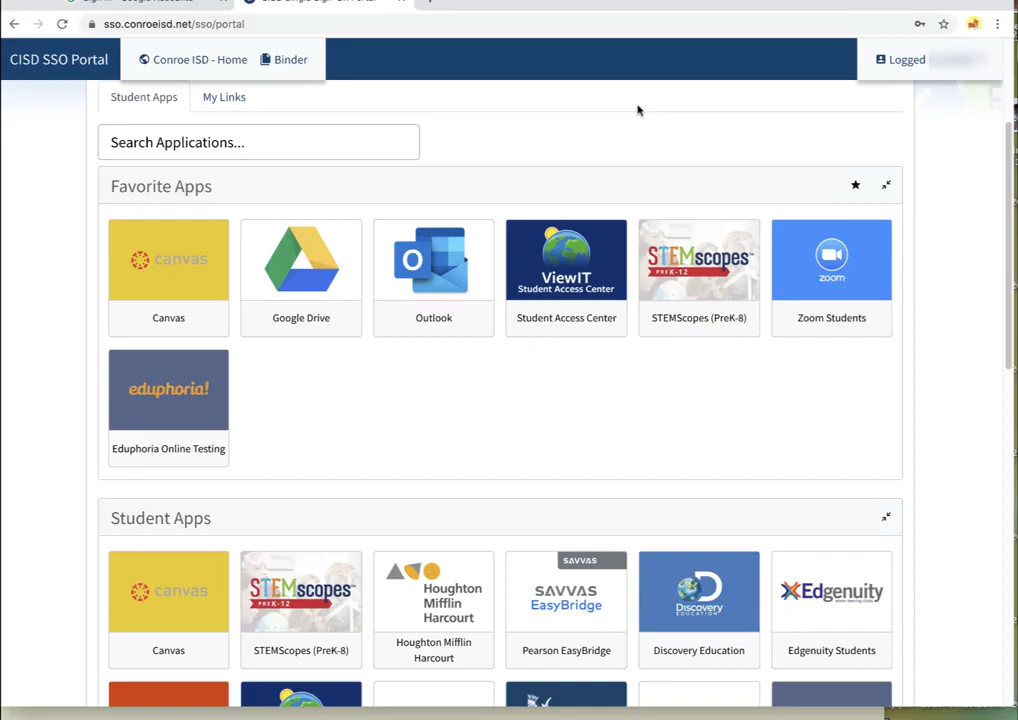 sso.conroeisd.net/sso/portal
CISD SSO Portal
Conroe ISD - Home
Binder
Logged
Student Apps
My Links
Search Applications...
Favorite Apps
canvas
Canvas
Google Drive
O
Outlook
ViewIT
Student Access Center
Student Access Center
STEMscopes™
PREK-12
STEMScopes (PreK-8)
zoom
Zoom Students
eduphoria!
Eduphoria Online Testing
Student Apps
canvas
Canvas
STEMscopes™
PREK-12
STEMScopes (PreK-8)
Houghton
Mifflin
Harcourt
Houghton Mifflin
Harcourt
SAVVAS
SAVVAS
EasyBridge
Pearson EasyBridge
Discovery
EDUCATION
Discovery Education
Edgenuity
Edgenuity Students